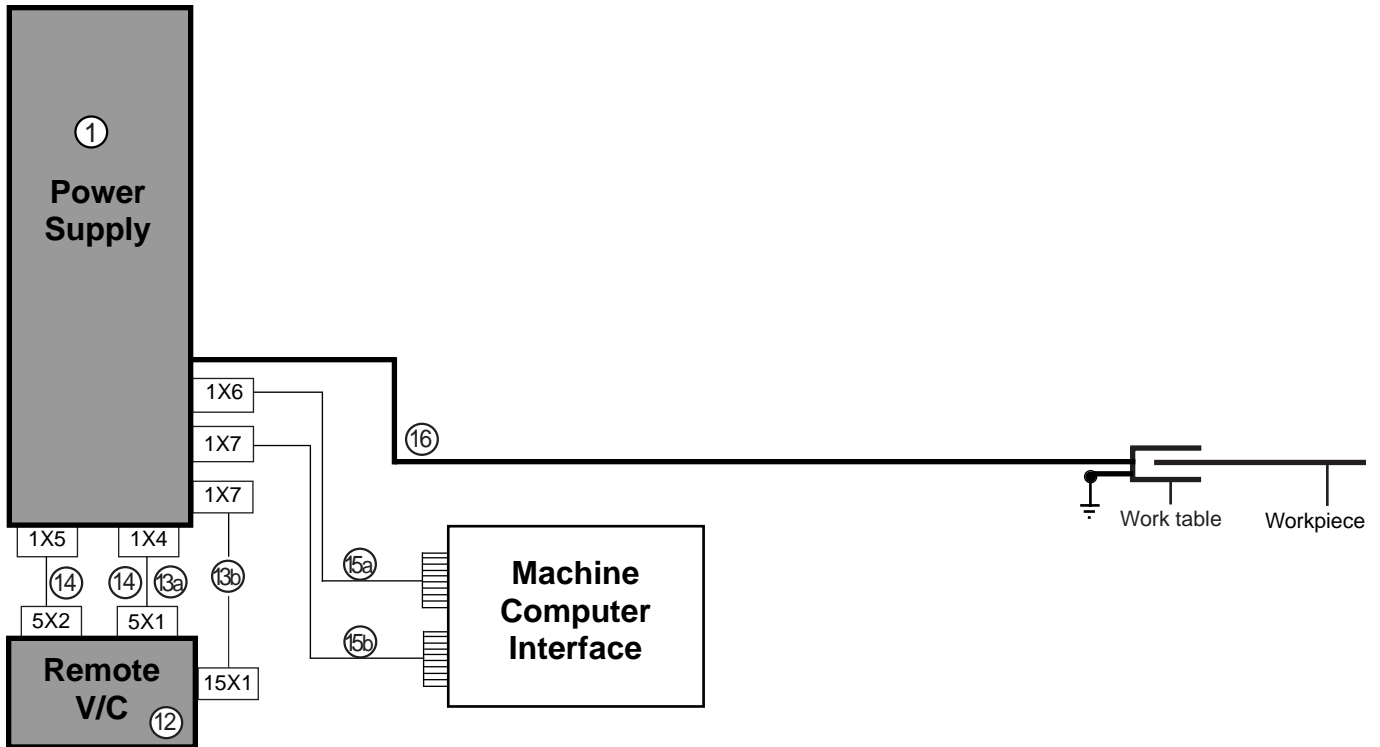 1
Power
Supply
1X6
1X7
16
1X7
Work table
Workpiece
1X5
1X4
14
14
13a
13b
15a
Machine
Computer
Interface
5X2
5X1
15b
Remote
V/C
12
15X1